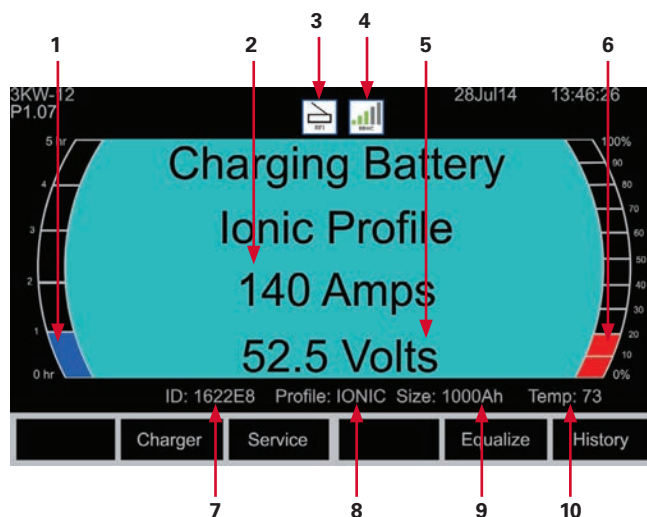 1 2 3 4 5 6
3KW-12 28Jul14 13:46:26
P1.07
5 hr 100%
Charging Battery
90
4 80
70
Ionic Profile
3 60
50
140 Amps
2 40
30
1 20
52.5 Volts
10
0 hr 0%
ID: 1622E8 Profile: IONIC Size: 1000Ah Temp: 73
Charger Service Equalize History
7 8 9 10